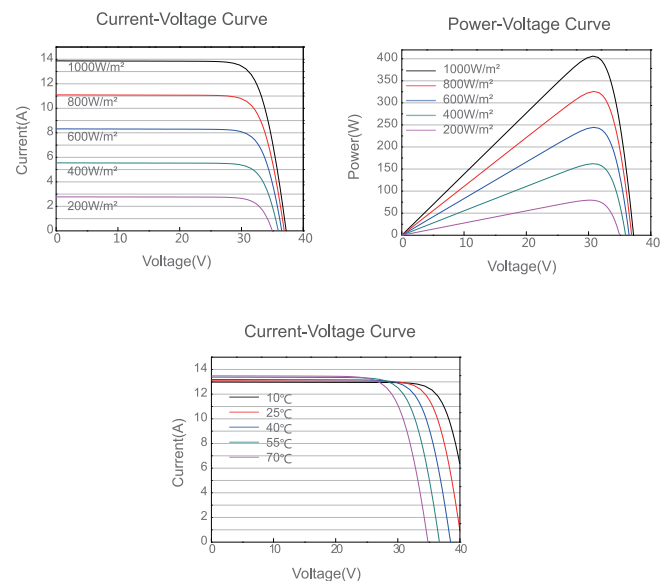 Current-Voltage Curve
14
12
10
8
6
4
2
0
1000W/m²
800W/m²
600W/m²
400W/m²
200W/m²
Current(A)
0 10 20 30 40
Voltage(V)
Power-Voltage Curve
400
350
300
250
200
150
100
50
0
1000W/m²
800W/m²
600W/m²
400W/m²
200W/m²
Power(W)
0 10 20 30 40
Voltage(V)
Current-Voltage Curve
14
12
10
8
6
4
2
0
10℃
25℃
40℃
55℃
70℃
Current(A)
0 10 20 30 40
Voltage(V)